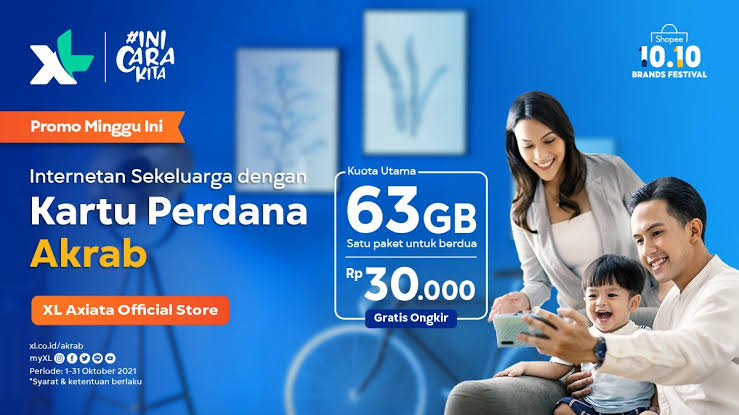 XL
#INI
CARA
KITA
Shopee
10.10
BRANDS FESTIVAL
Promo Minggu Ini
Internetan Sekeluarga dengan
Kartu Perdana
Akrab
Kuota Utama
63GB
Satu paket untuk berdua
Rp 30.000
Gratis Ongkir
XL Axiata Official Store
xl.co.id/akrab
myXL
Periode: 1-31 Oktober 2021
*Syarat & ketentuan berlaku